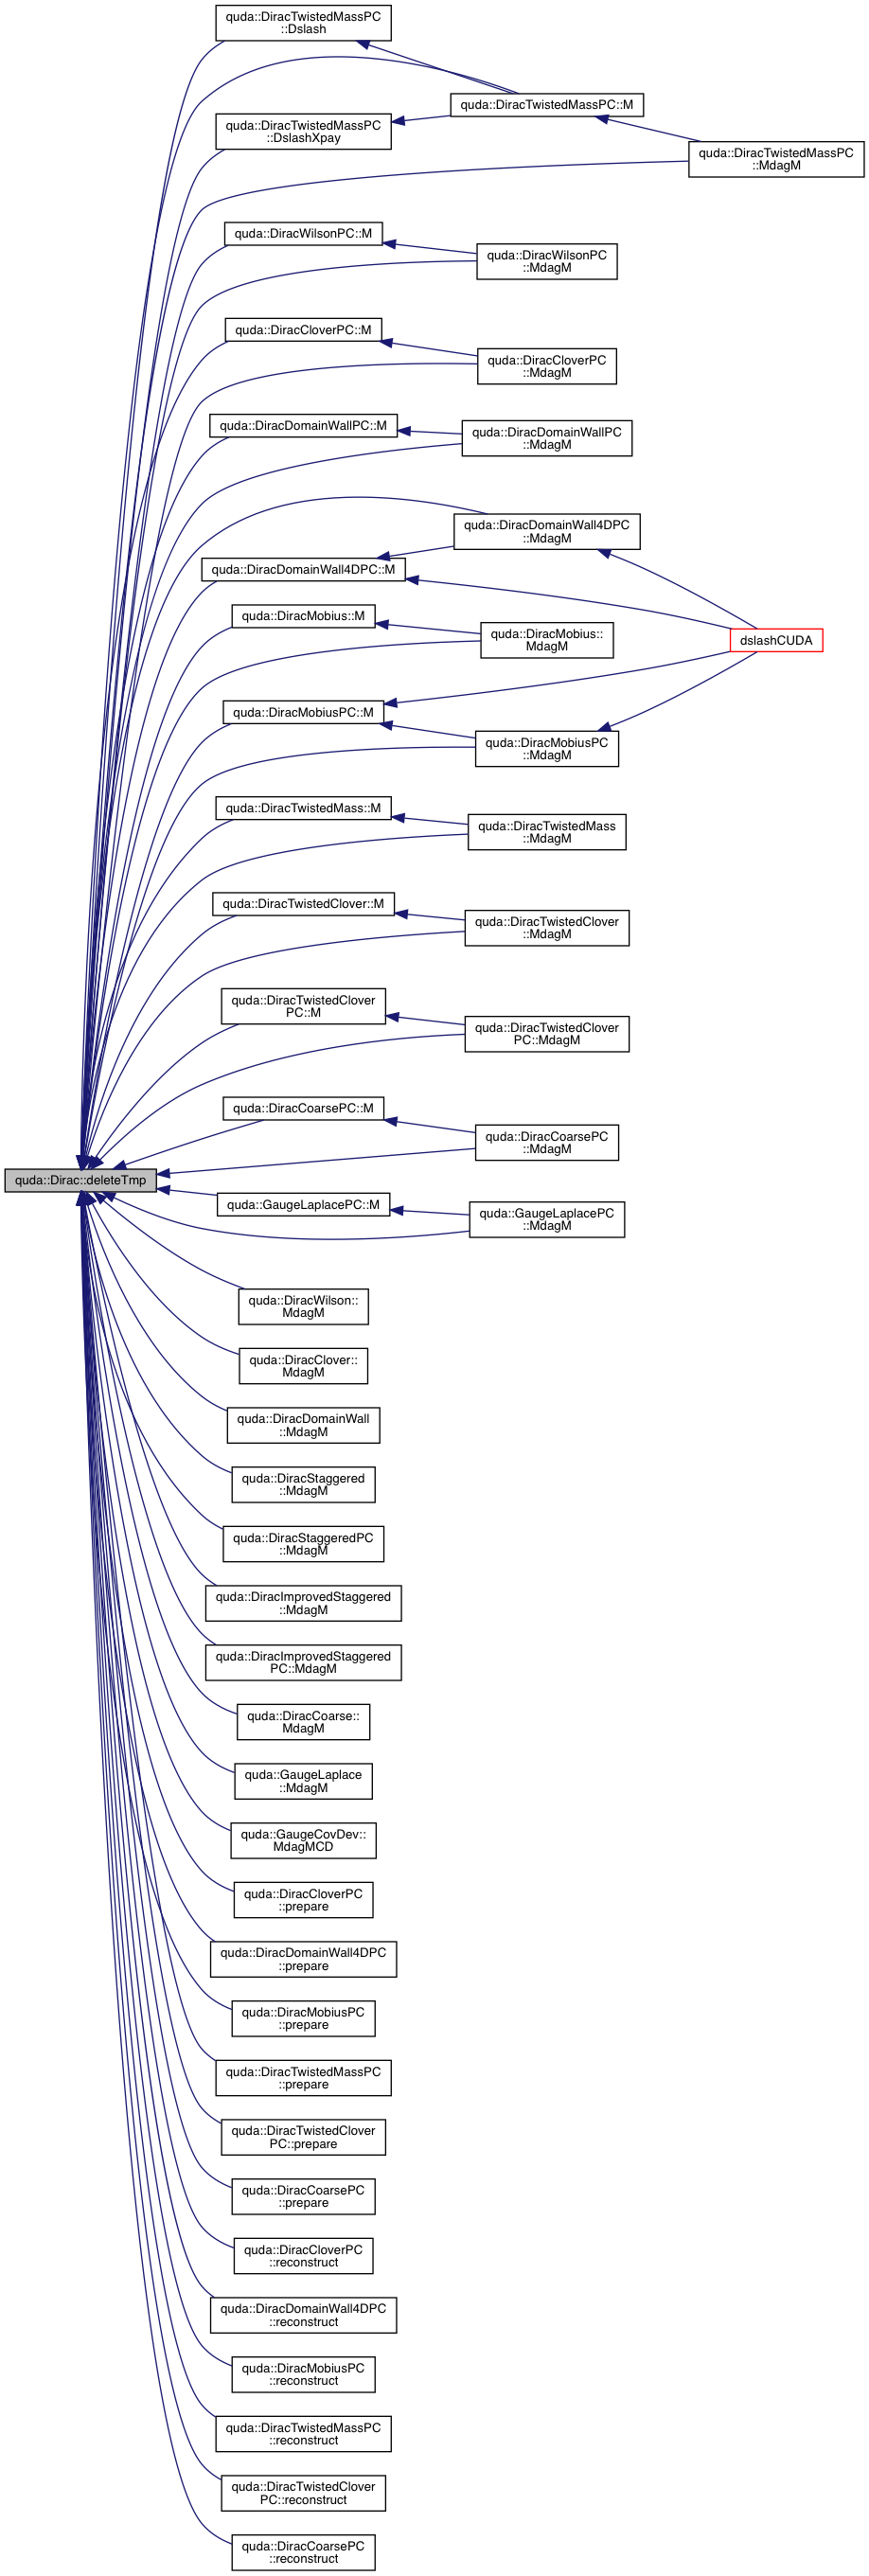 quda::DiracTwistedMassPC
::Dslash
quda::DiracTwistedMassPC::M
quda::DiracTwistedMassPC
::DslashXpay
quda::DiracTwistedMassPC
::MdagM
quda::DiracWilsonPC::M
quda::DiracWilsonPC
::MdagM
quda::DiracCloverPC::M
quda::DiracCloverPC
::MdagM
quda::DiracDomainWallPC::M
quda::DiracDomainWallPC
::MdagM
quda::DiracDomainWall4DPC
::MdagM
quda::DiracDomainWall4DPC::M
quda::DiracMobius::M
quda::DiracMobius::
MdagM
dslashCUDA
quda::DiracMobiusPC::M
quda::DiracMobiusPC
::MdagM
quda::DiracTwistedMass::M
quda::DiracTwistedMass
::MdagM
quda::DiracTwistedClover::M
quda::DiracTwistedClover
::MdagM
quda::DiracTwistedClover
PC::M
quda::DiracTwistedClover
PC::MdagM
quda::DiracCoarsePC::M
quda::DiracCoarsePC
::MdagM
quda::Dirac::deleteTmp
quda::GaugeLaplacePC::M
quda::GaugeLaplacePC
::MdagM
quda::DiracWilson::
MdagM
quda::DiracClover::
MdagM
quda::DiracDomainWall
::MdagM
quda::DiracStaggered
::MdagM
quda::DiracStaggeredPC
::MdagM
quda::DiracImprovedStaggered
::MdagM
quda::DiracImprovedStaggered
PC::MdagM
quda::DiracCoarse::
MdagM
quda::GaugeLaplace
::MdagM
quda::GaugeCovDev::
MdagMCD
quda::DiracCloverPC
::prepare
quda::DiracDomainWall4DPC
::prepare
quda::DiracMobiusPC
::prepare
quda::DiracTwistedMassPC
::prepare
quda::DiracTwistedClover
PC::prepare
quda::DiracCoarsePC
::prepare
quda::DiracCloverPC
::reconstruct
quda::DiracDomainWall4DPC
::reconstruct
quda::DiracMobiusPC
::reconstruct
quda::DiracTwistedMassPC
::reconstruct
quda::DiracTwistedClover
PC::reconstruct
quda::DiracCoarsePC
::reconstruct